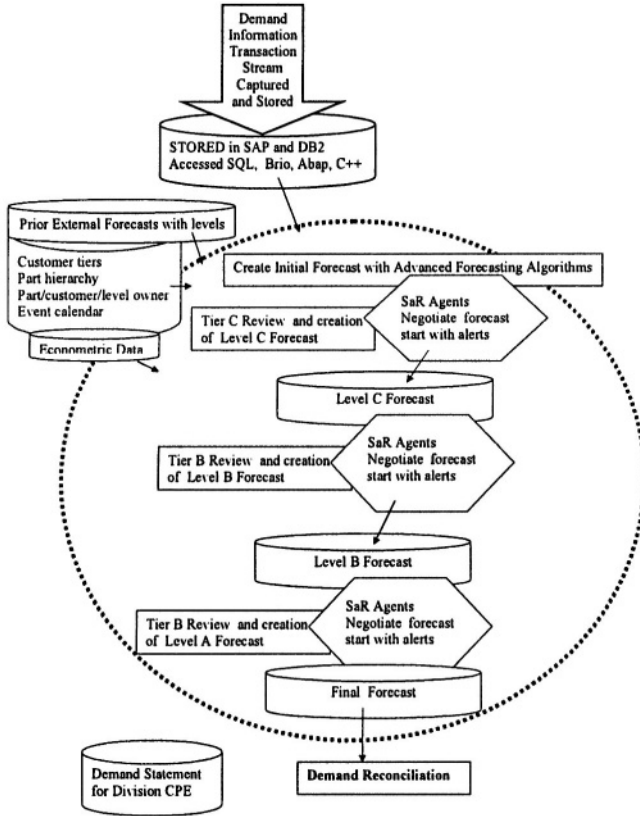 Demand
Information
Transaction
Stream
Captured
and Stored
STORED in SAP and DB2
Accessed SQL, Brio, Abap, C++
Prior External Forecasts with levels
Customer tiers
Part hierarchy
Part/customer/level owner
Event calendar
Econometric Data
Create Initial Forecast with Advanced Forecasting Algorithms
SaR Agents
Negotiate forecast
start with alerts
Tier C Review and creation
of Level C Forecast
Level C Forecast
SaR Agents
Negotiate forecast
start with alerts
Tier B Review and creation
of Level B Forecast
Level B Forecast
SaR Agents
Negotiate forecast
start with alerts
Tier B Review and creation
of Level A Forecast
Final Forecast
Demand Statement
for Division CPE
Demand Reconciliation